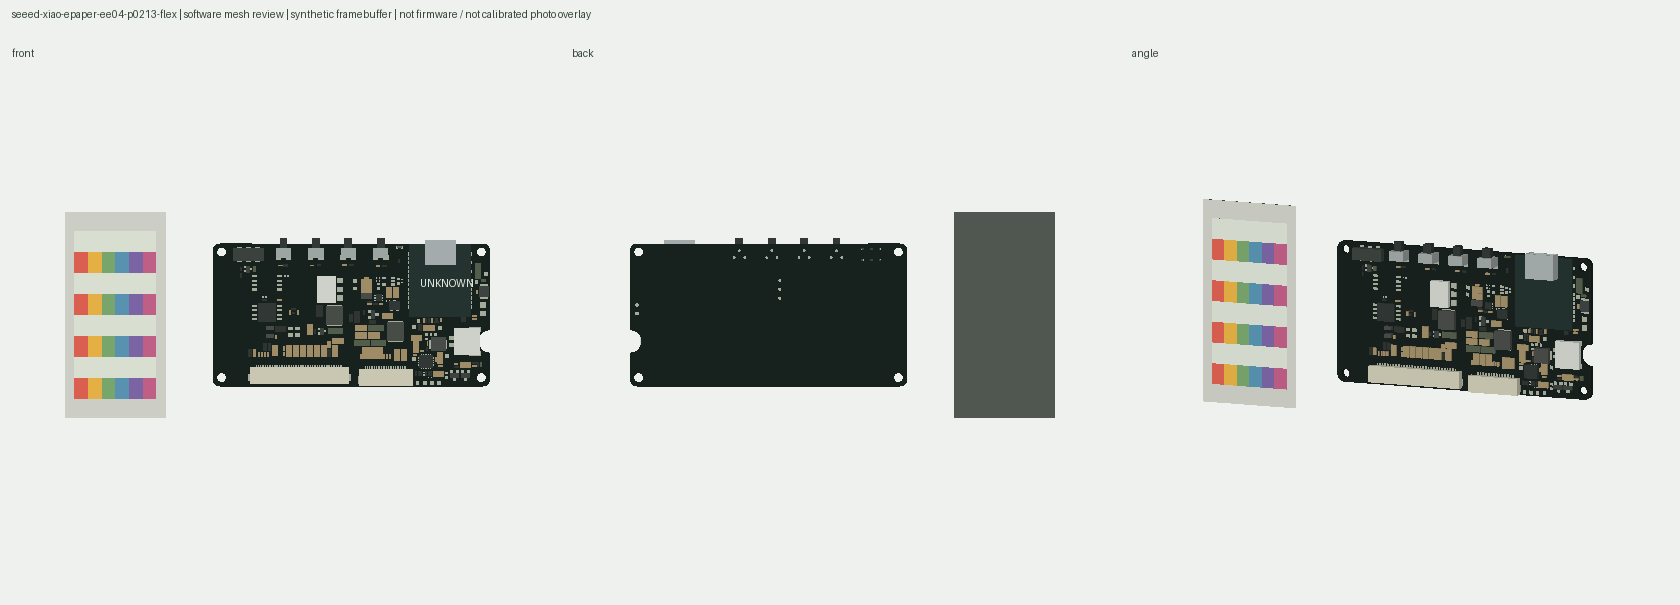 seeed-xiao-epaper-ee04-p0213-flex | software mesh review | synthetic framebuffer | not firmware / not calibrated photo overlay
front
back
angle
UNKNOWN